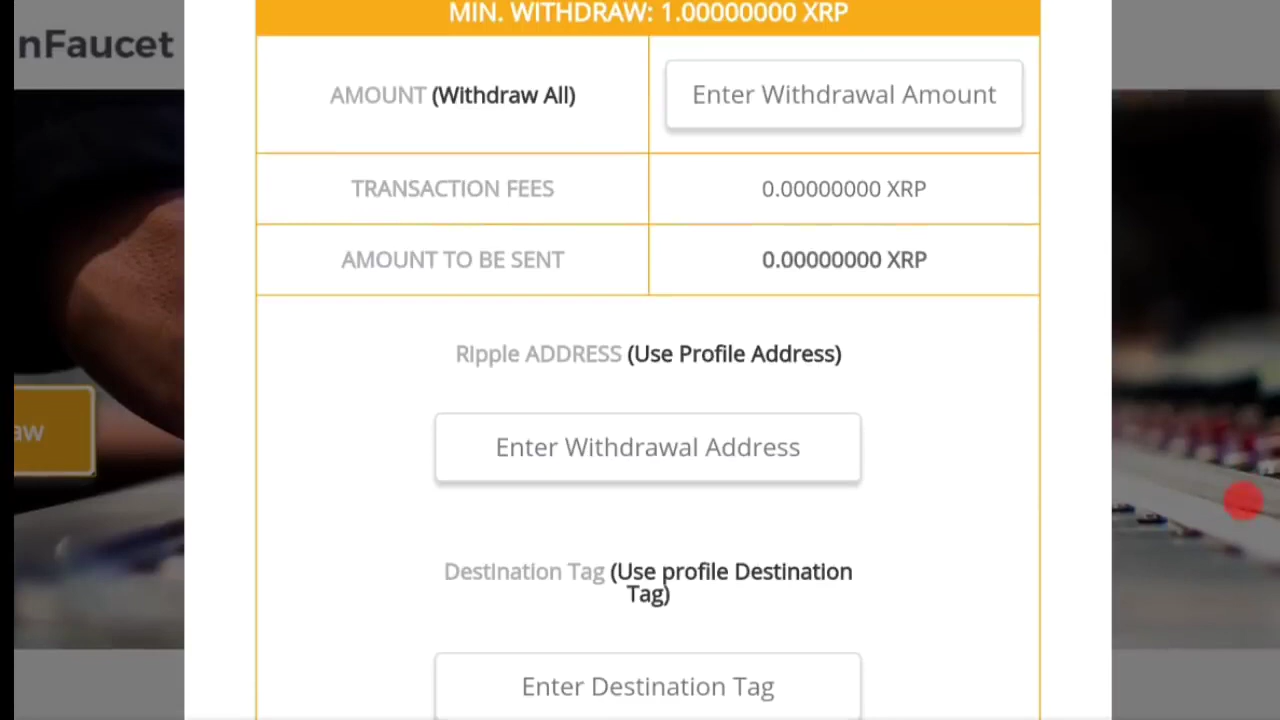 nFaucet
MIN. WITHDRAW: 1.00000000 XRP
AMOUNT (Withdraw All)
Enter Withdrawal Amount
TRANSACTION FEES
0.00000000 XRP
AMOUNT TO BE SENT
0.00000000 XRP
Ripple ADDRESS (Use Profile Address)
aw
Enter Withdrawal Address
Destination Tag (Use profile Destination
Tag)
Enter Destination Tag